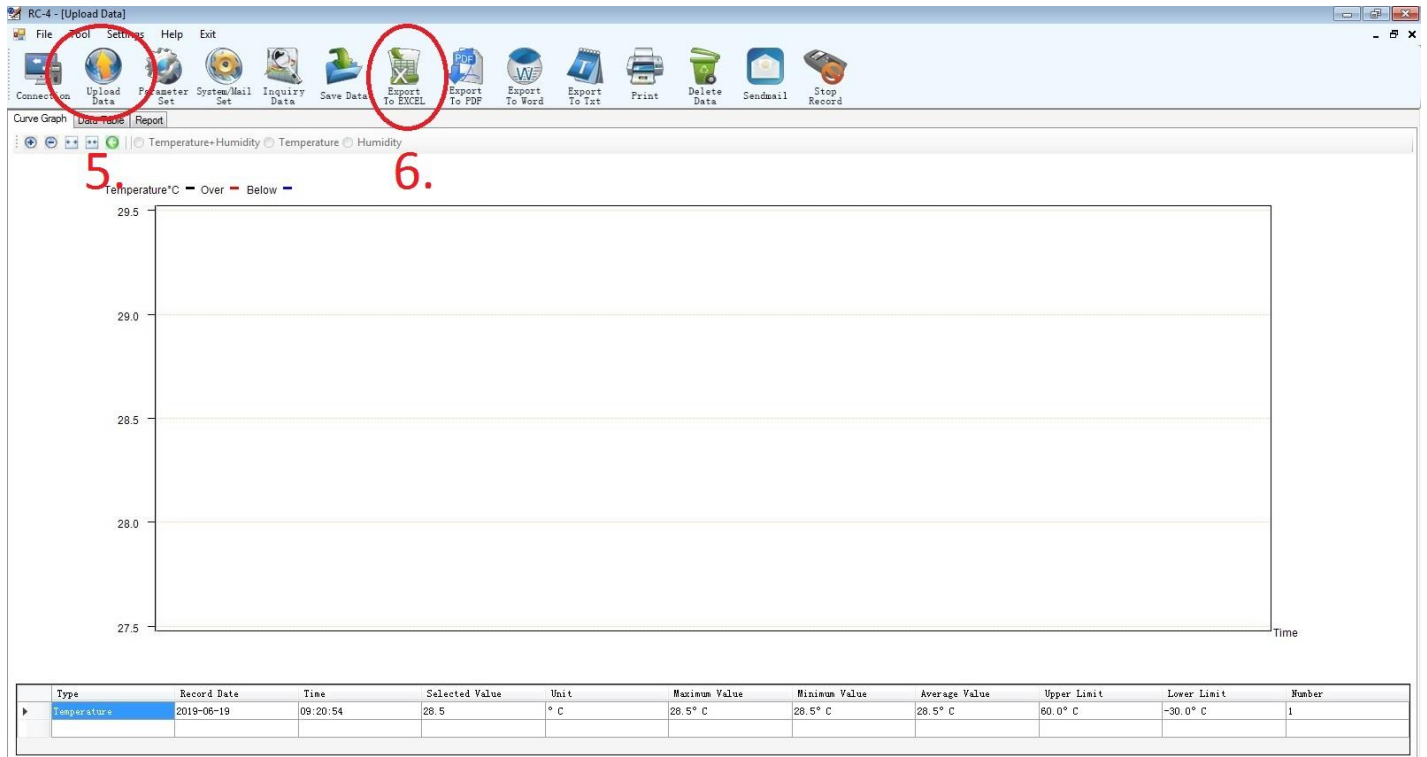 RC-4 - [Upload Data]
File Tool Settings Help Exit
Connection Upload Data Parameter Set System/Mail Set Inquiry Data Save Data Export To EXCEL Export To PDF Export To Word Export To Txt Print Delete Data Sendmail Stop Record
Curve Graph Data Table Report
Temperature+Humidity Temperature Humidity
5. 6.
Temperature°C Over Below
29.5
29.0
28.5
28.0
27.5
Time
Type Record Date Time Selected Value Unit Maximum Value Minimum Value Average Value Upper Limit Lower Limit Number
Temperature 2019-06-19 09:20:54 28.5 ° C 28.5° C 28.5° C 28.5° C 60.0° C -30.0° C 1